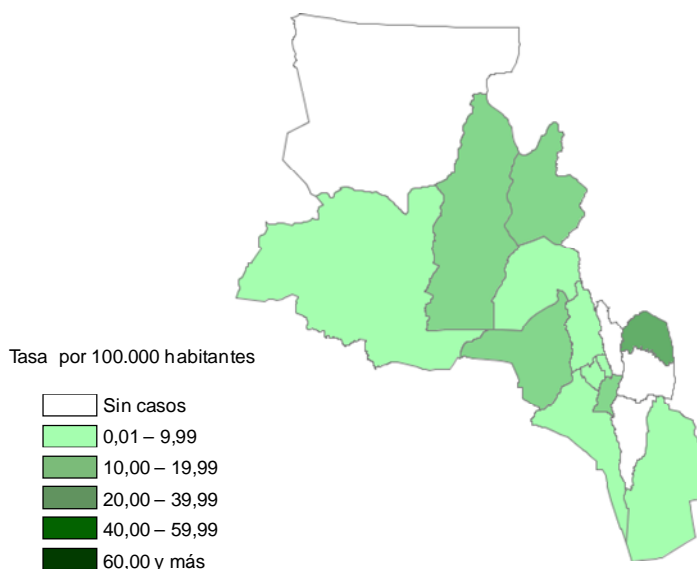 Tasa por 100.000 habitantes
Sin casos
0,01 – 9,99
10,00 – 19,99
20,00 – 39,99
40,00 – 59,99
60,00 y más